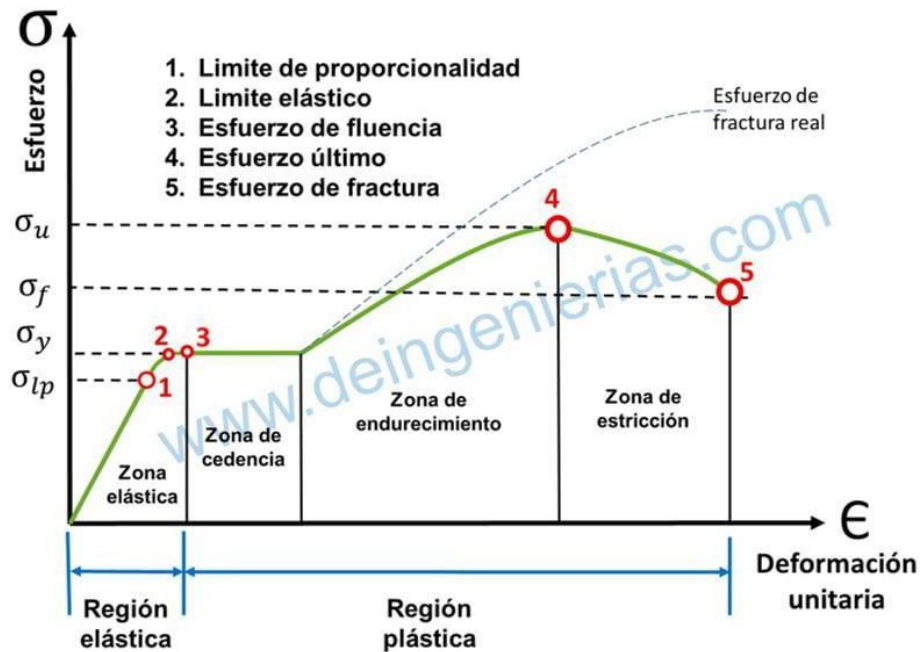 σ
Esfuerzo
1. Limite de proporcionalidad
2. Limite elástico
3. Esfuerzo de fluencia
4. Esfuerzo último
5. Esfuerzo de fractura
Esfuerzo de
fractura real
σu
σf
σy
σlp
1
2
3
4
5
www.deingenierias.com
Zona
elástica
Zona de
cedencia
Zona de
endurecimiento
Zona de
estricción
Є
Deformación
unitaria
Región
elástica
Región
plástica